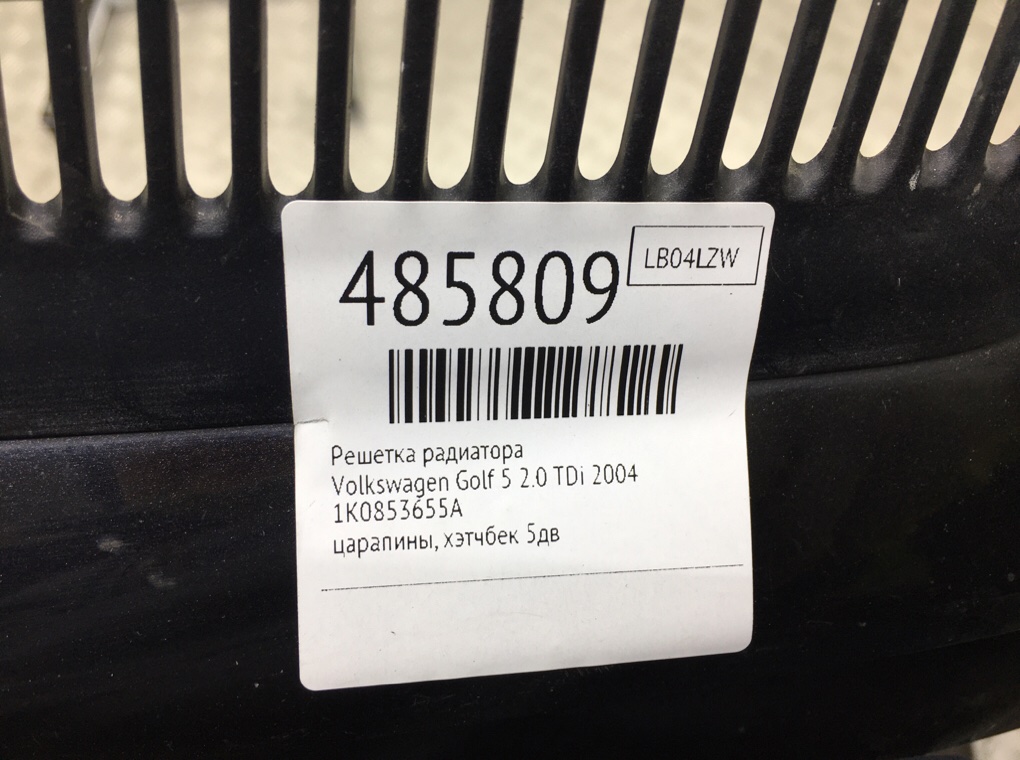 485809
LB04LZW
Решетка радиатора
Volkswagen Golf 5 2.0 TDi 2004
1K0853655A
царапины, хэтчбек 5дв